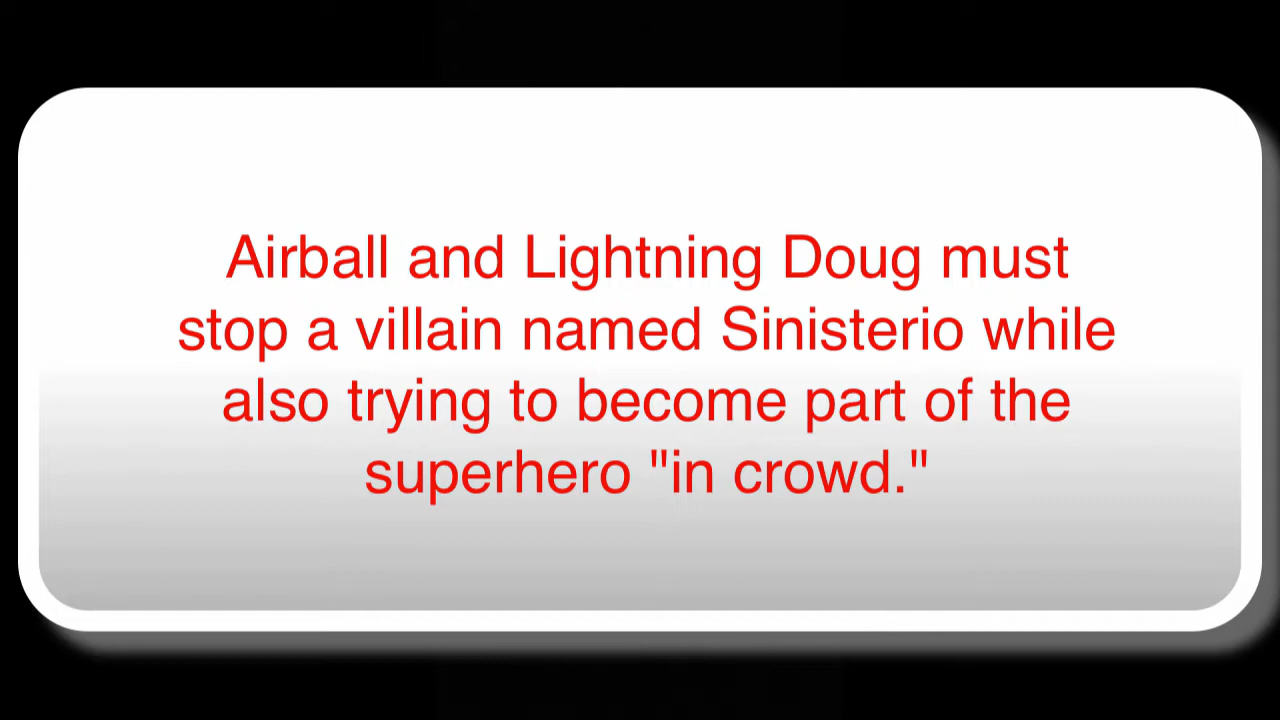 Airball and Lightning Doug must
stop a villain named Sinisterio while
also trying to become part of the
superhero "in crowd."